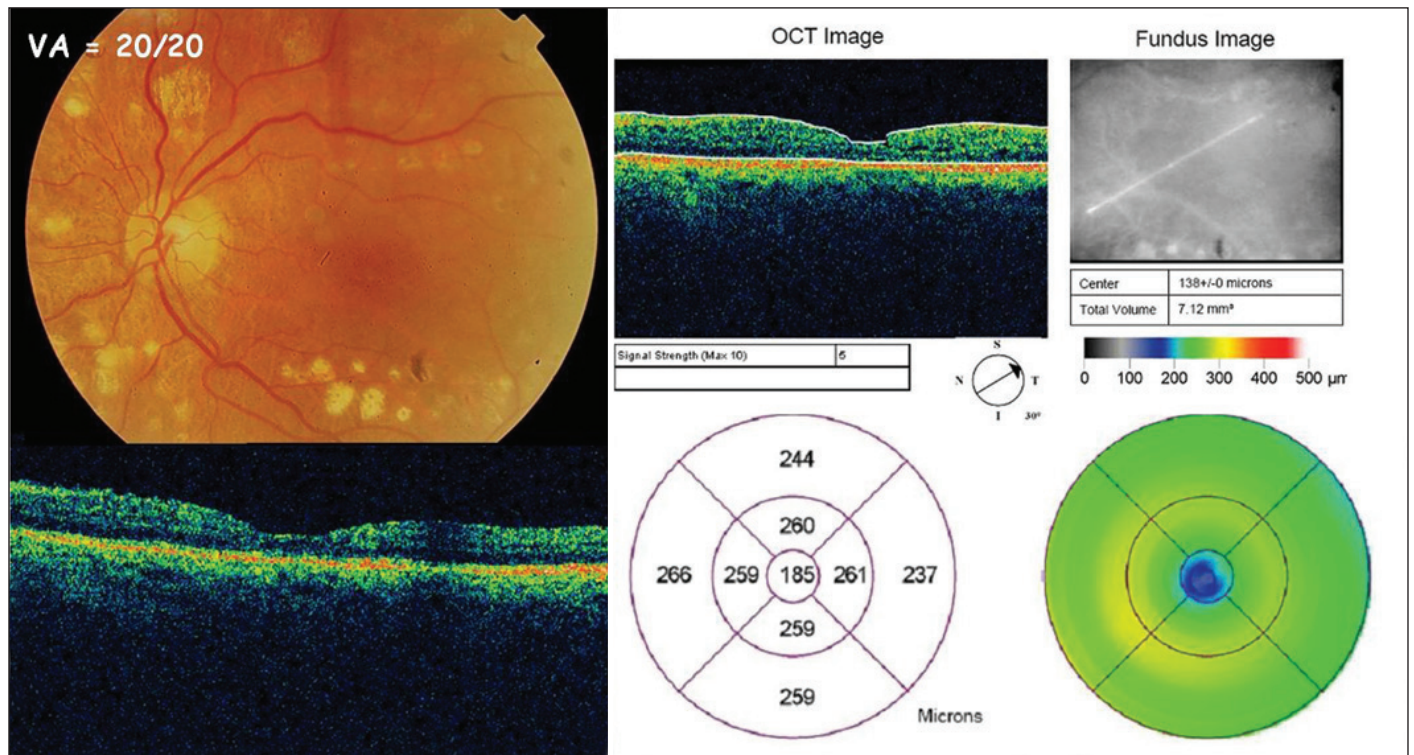 VA = 20/20
OCT Image
Fundus Image
Center 138+/-0 microns
Total Volume 7.12 mm³
Signal Strength (Max 10) 5
S
N T
I 30°
0 100 200 300 400 500 µm
244
260
266 259 185 261 237
259
259
Microns